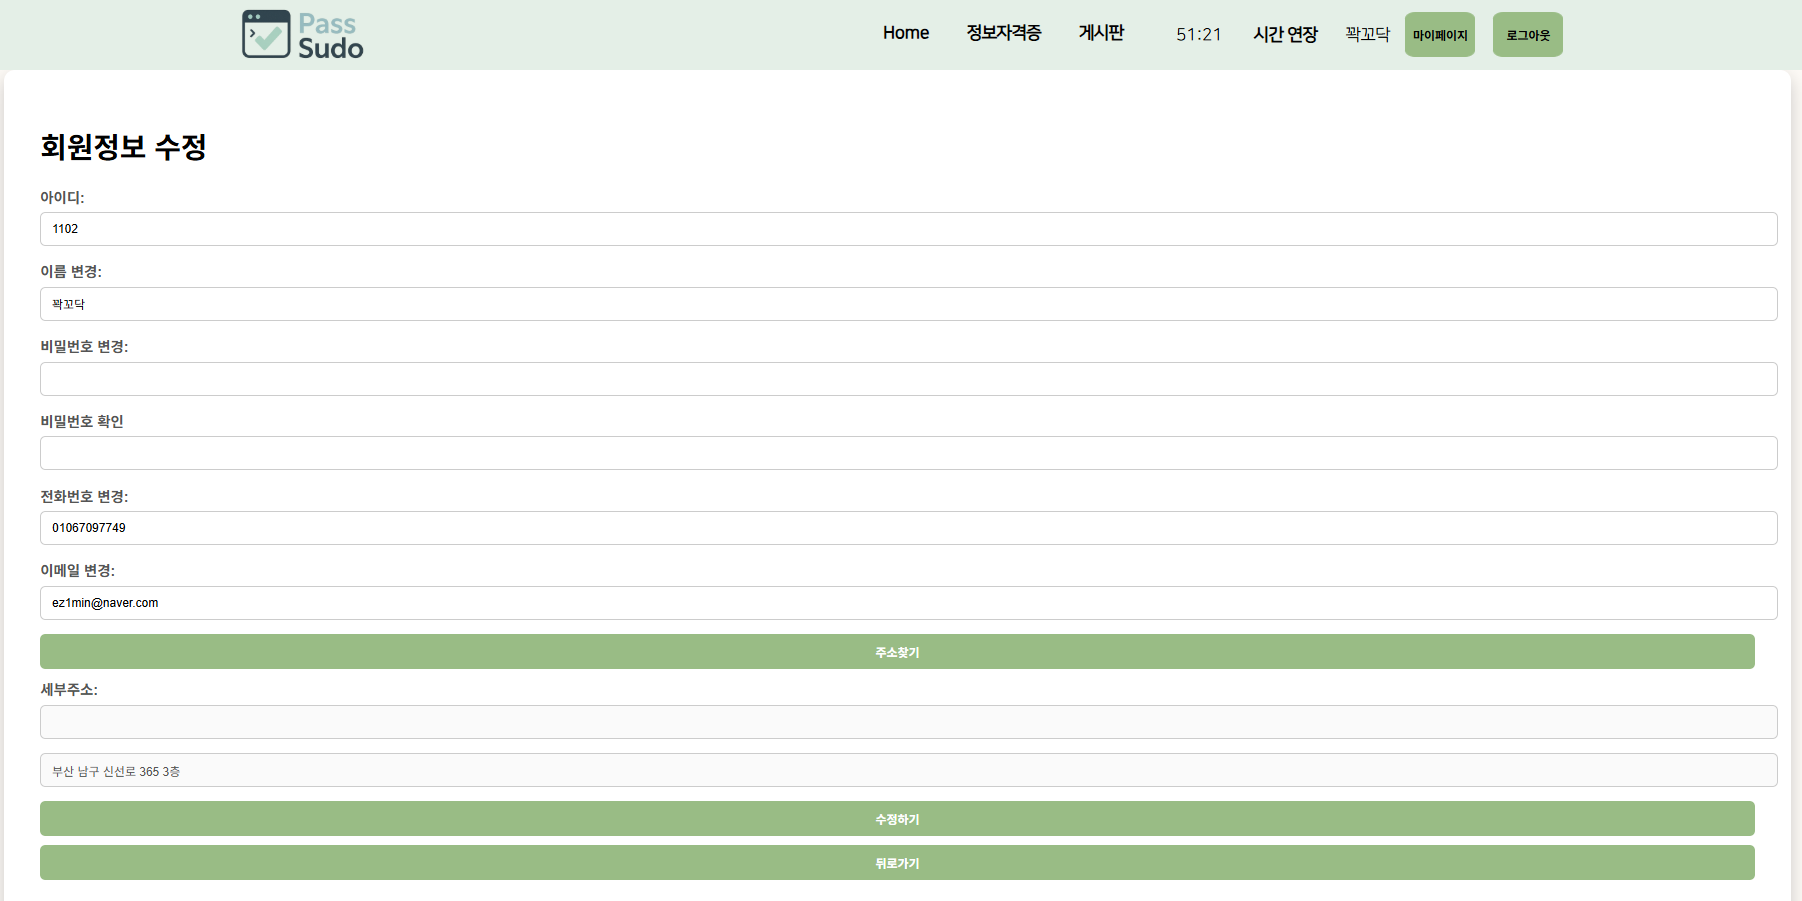 Pass
Sudo
Home 정보자격증 게시판 51:21 시간 연장 꽉꼬닥 마이페이지 로그아웃
회원정보 수정
아이디:
1102
이름 변경:
꽉꼬닥
비밀번호 변경:
비밀번호 확인
전화번호 변경:
01067097749
이메일 변경:
ez1min@naver.com
주소찾기
세부주소:
부산 남구 신선로 365 3층
수정하기
뒤로가기